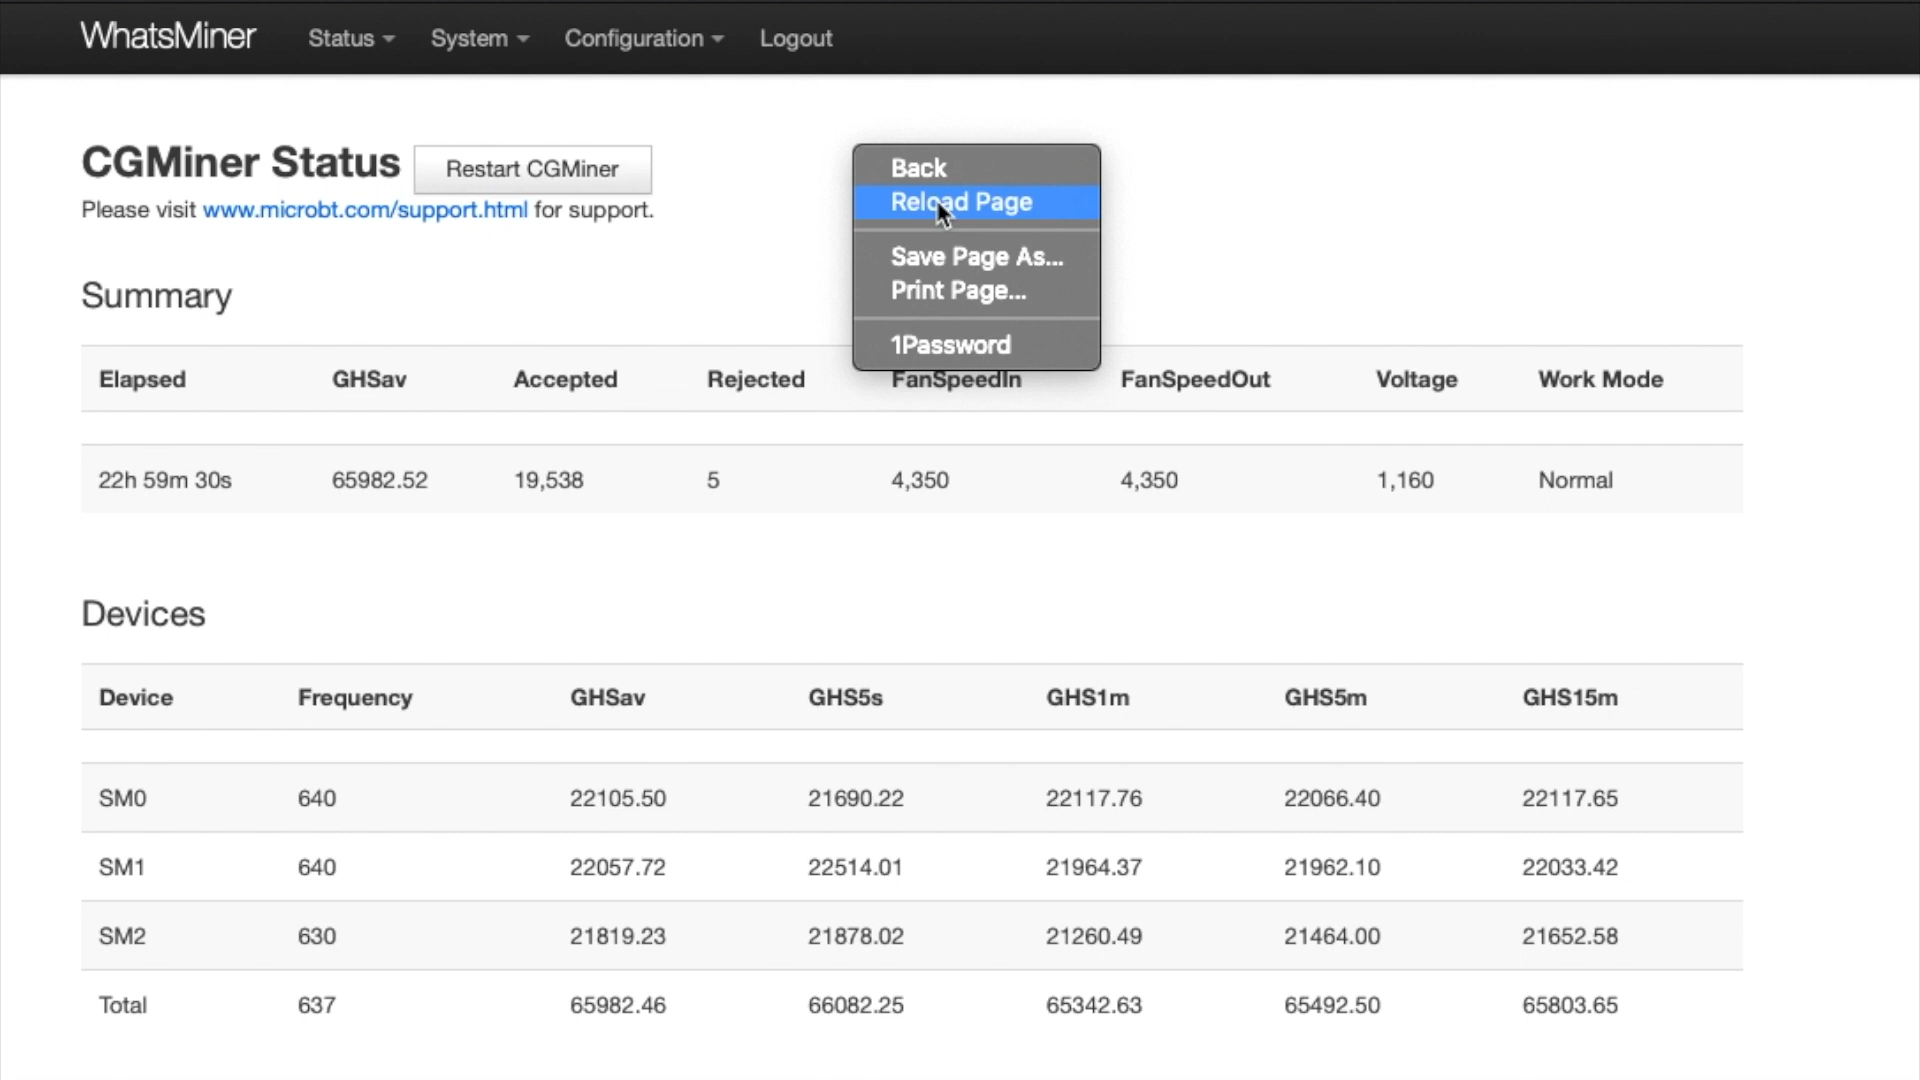 WhatsMiner Status System Configuration Logout
CGMiner Status Restart CGMiner
Please visit www.microbt.com/support.html for support.
Back
Reload Page
Save Page As...
Print Page...
1Password
Summary
Elapsed GHSav Accepted Rejected FanSpeedIn FanSpeedOut Voltage Work Mode
22h 59m 30s 65982.52 19,538 5 4,350 4,350 1,160 Normal
Devices
Device Frequency GHSav GHS5s GHS1m GHS5m GHS15m
SM0 640 22105.50 21690.22 22117.76 22066.40 22117.65
SM1 640 22057.72 22514.01 21964.37 21962.10 22033.42
SM2 630 21819.23 21878.02 21260.49 21464.00 21652.58
Total 637 65982.46 66082.25 65342.63 65492.50 65803.65